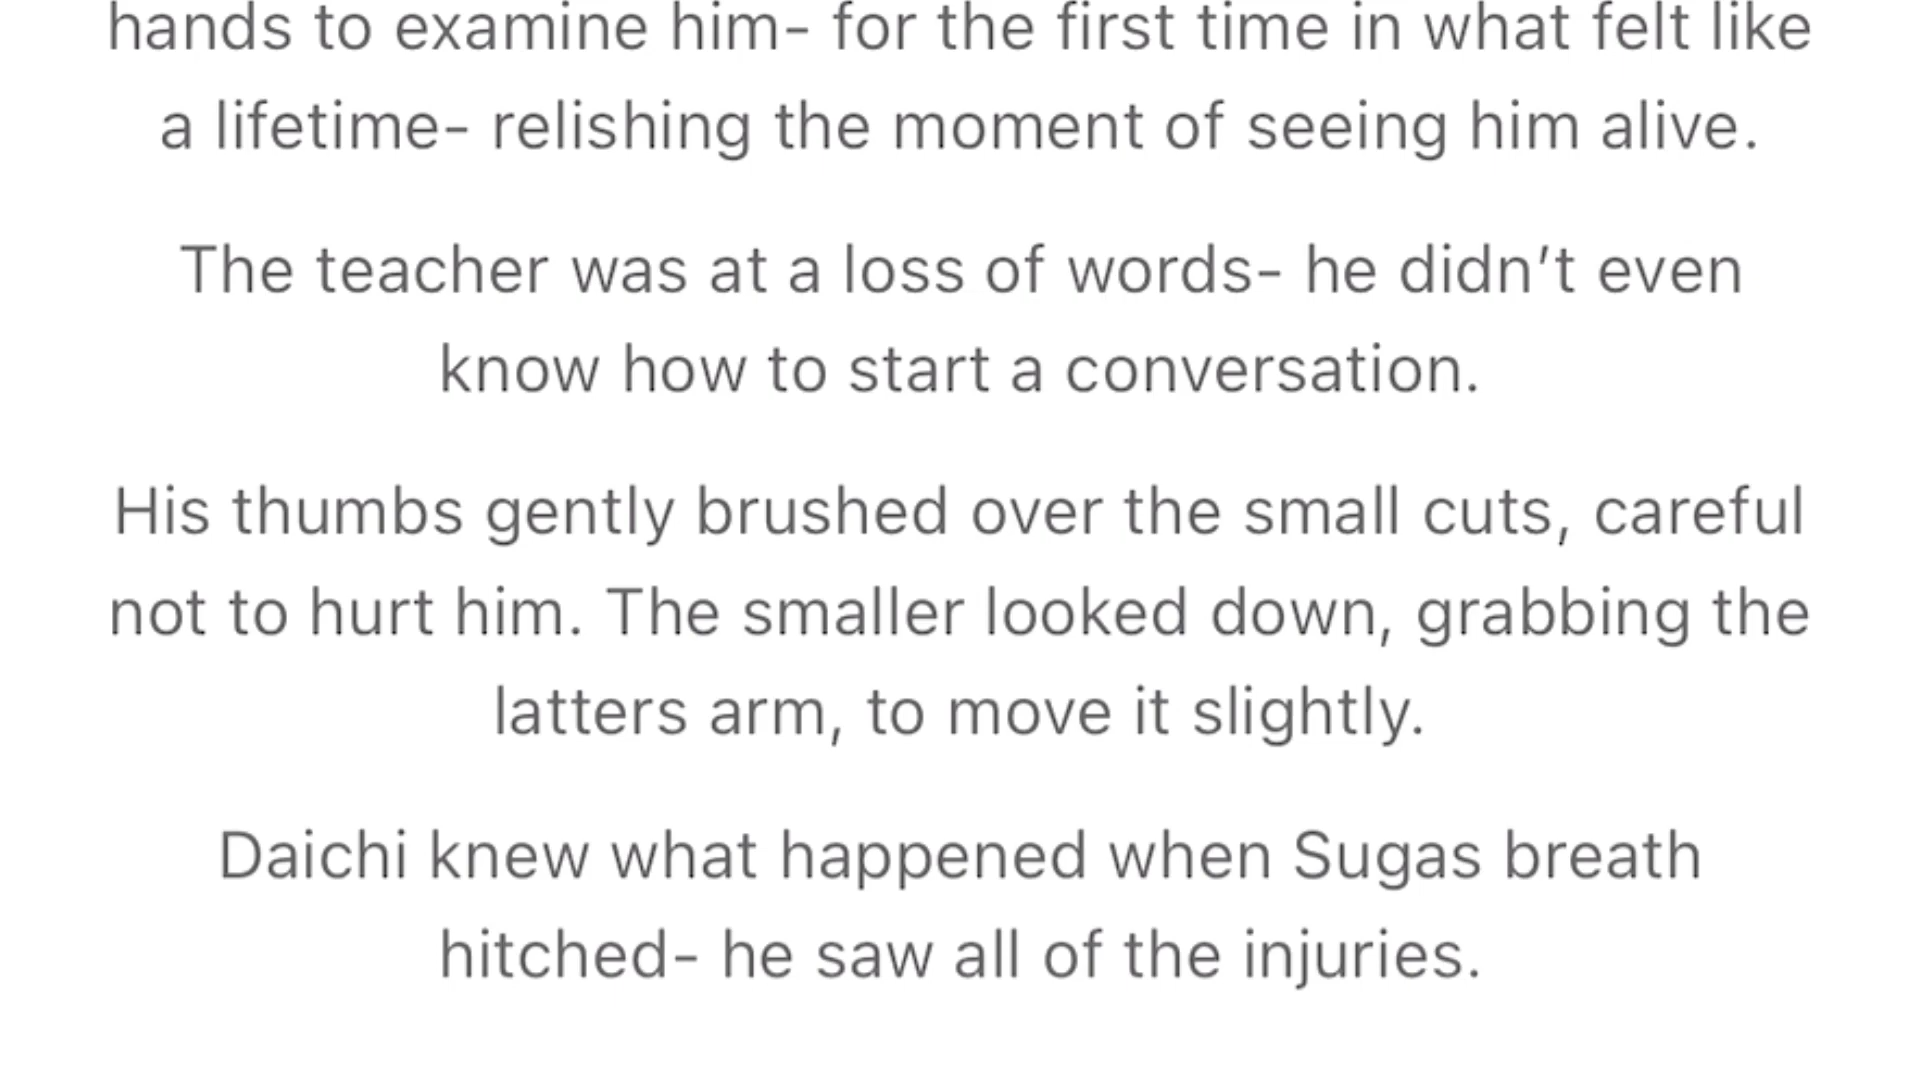 hands to examine him- for the first time in what felt like
a lifetime- relishing the moment of seeing him alive.
The teacher was at a loss of words- he didn’t even
know how to start a conversation.
His thumbs gently brushed over the small cuts, careful
not to hurt him. The smaller looked down, grabbing the
latters arm, to move it slightly.
Daichi knew what happened when Sugas breath
hitched- he saw all of the injuries.